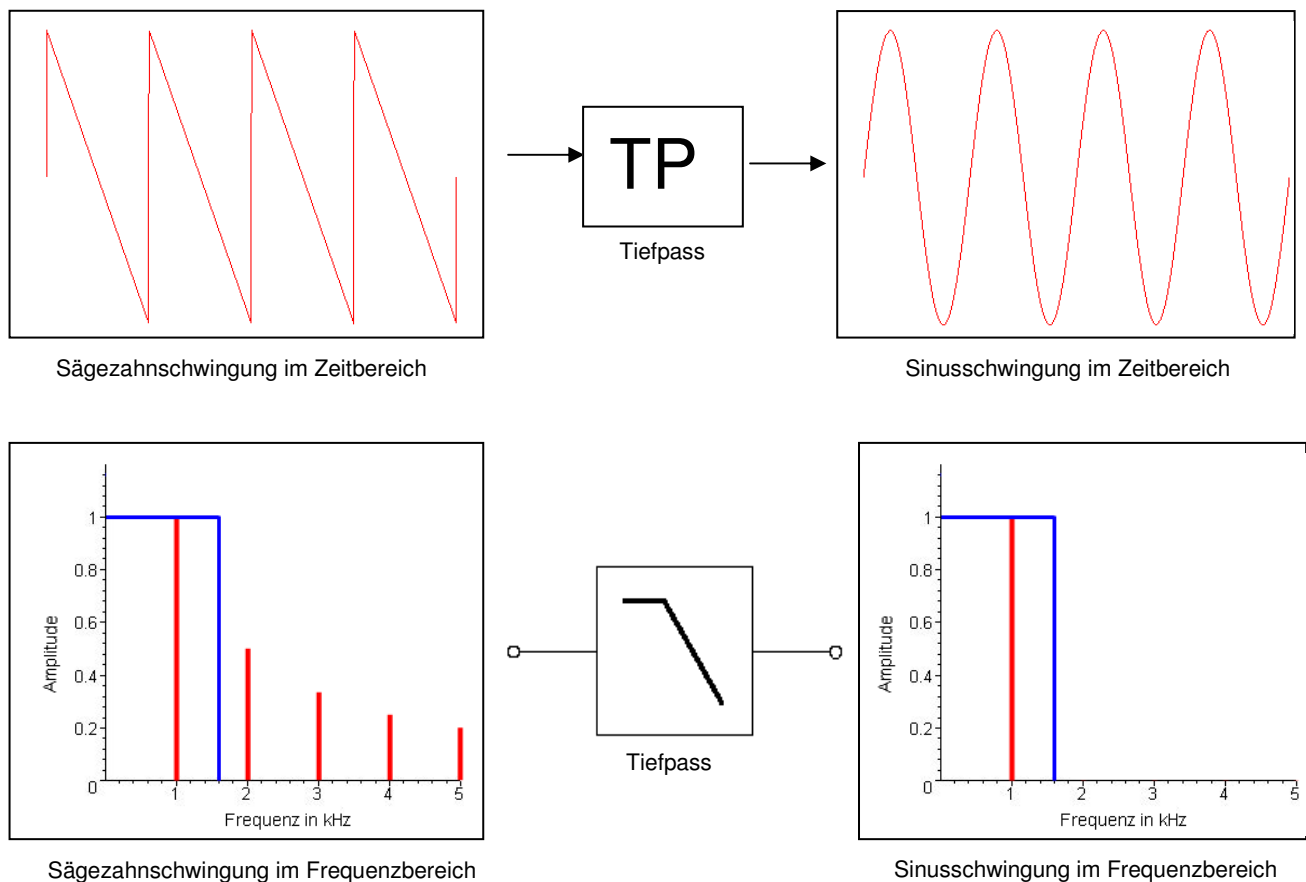 TP
Tiefpass
Sägezahnschwingung im Zeitbereich
Sinusschwingung im Zeitbereich
1
0.8
0.6
0.4
0.2
0
Amplitude
1 2 3 4 5
Frequenz in kHz
Sägezahnschwingung im Frequenzbereich
Tiefpass
1
0.8
0.6
0.4
0.2
0
Amplitude
1 2 3 4 5
Frequenz in kHz
Sinusschwingung im Frequenzbereich